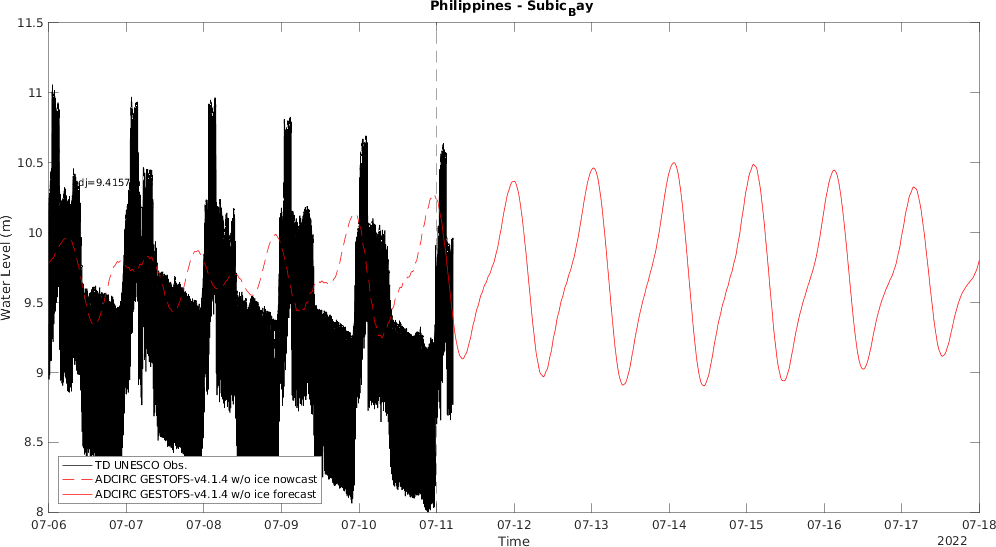 Philippines - Subic_Bay
11.5
11
10.5
10
9.5
9
8.5
8
Water Level (m)
dj=9.4157
TD UNESCO Obs.
ADCIRC GESTOFS-v4.1.4 w/o ice nowcast
ADCIRC GESTOFS-v4.1.4 w/o ice forecast
07-06 07-07 07-08 07-09 07-10 07-11 07-12 07-13 07-14 07-15 07-16 07-17 07-18
Time
2022